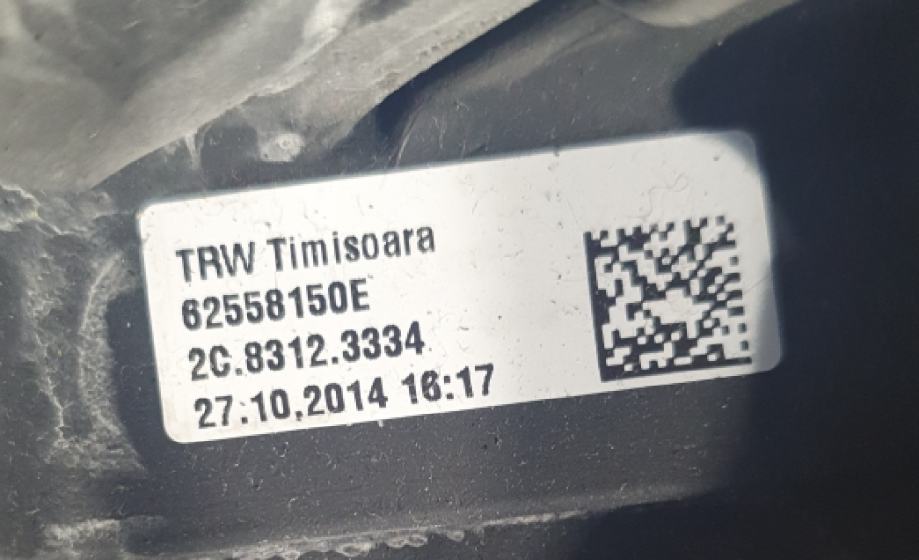 TRW Timisoara
62558150E
2C.8312.3334
27.10.2014 16:17